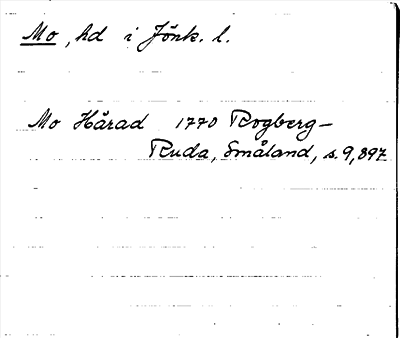 Mo, hd i Jönk. l.
Mo Härad 1770 Rogberg-
Ruda, Småland, s. 9, 897